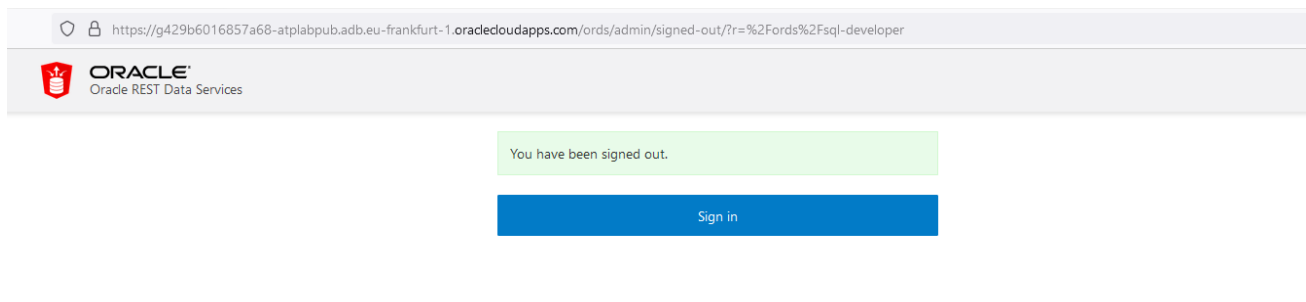 https://g429b6016857a68-atplabpub.adb.eu-frankfurt-1.oraclecloudapps.com/ords/admin/signed-out/?r=%2Fords%2Fsql-developer
ORACLE
Oracle REST Data Services
You have been signed out.
Sign in